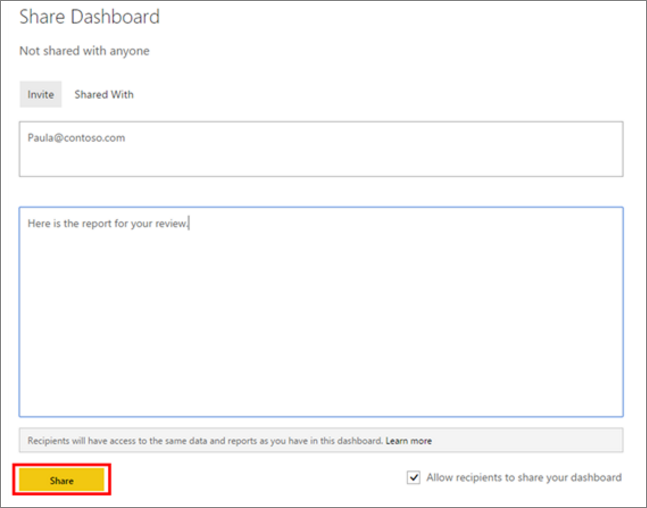 Share Dashboard
Not shared with anyone
Invite Shared With
Paula@contoso.com
Here is the report for your review.
Recipients will have access to the same data and reports as you have in this dashboard. Learn more
Share Allow recipients to share your dashboard